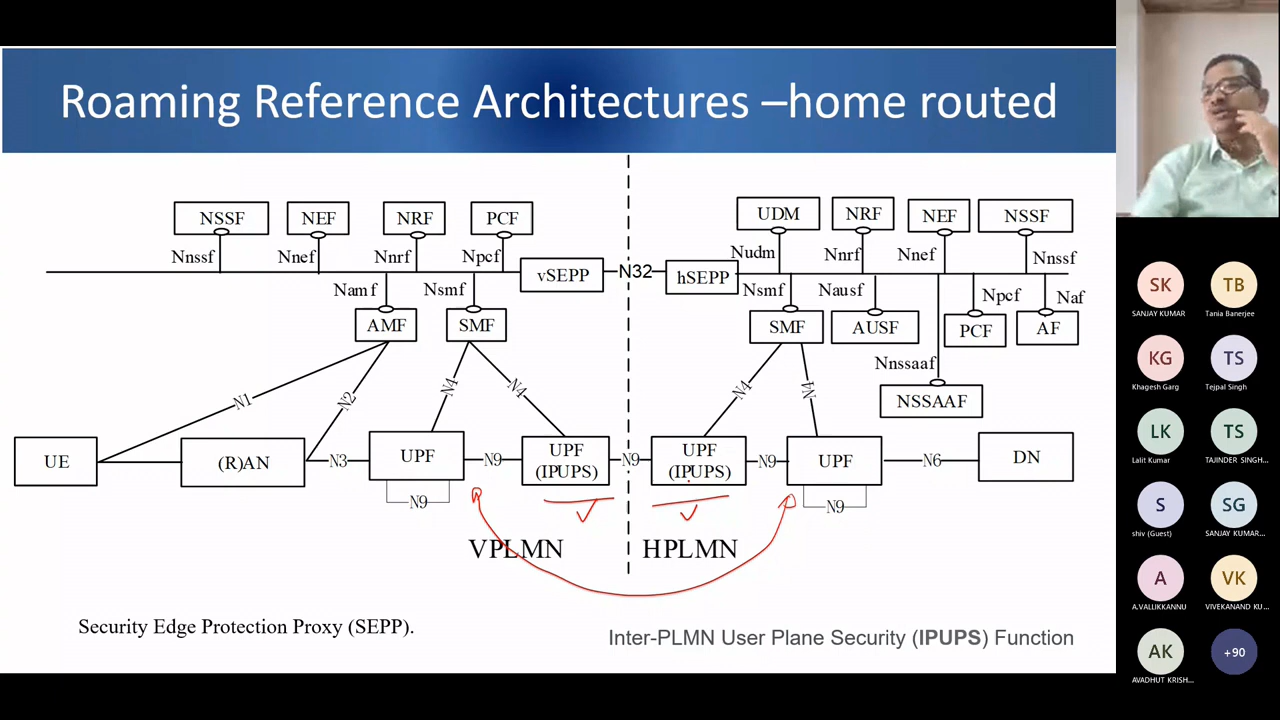 Roaming Reference Architectures –home routed
NSSF
NEF
NRF
PCF
Nnssf
Nnef
Nnrf
Npcf
vSEPP
N32
hSEPP
UDM
NRF
NEF
NSSF
Nudm
Nnrf
Nnef
Nnssf
Namf
Nsmf
AMF
SMF
Nsmf
Nausf
Npcf
Naf
SMF
AUSF
PCF
AF
Nnssaaf
NSSAAF
N1
N2
N4
N4
N4
N4
UE
(R)AN
N3
UPF
N9
UPF
(IPUPS)
N9
UPF
(IPUPS)
N9
UPF
N6
DN
N9
N9
VPLMN
HPLMN
Security Edge Protection Proxy (SEPP).
Inter-PLMN User Plane Security (IPUPS) Function
SK
TB
SANJAY KUMAR
Tania Banerjee
KG
TS
Khagesh Garg
Tejpal Singh
LK
TS
Lalit Kumar
TAJINDER SINGH...
S
SG
shiv (Guest)
SANJAY KUMAR...
A
VK
A.VALLIKKANNU
VIVEKANAND KU...
AK
+90
AVADHUT KRISH...